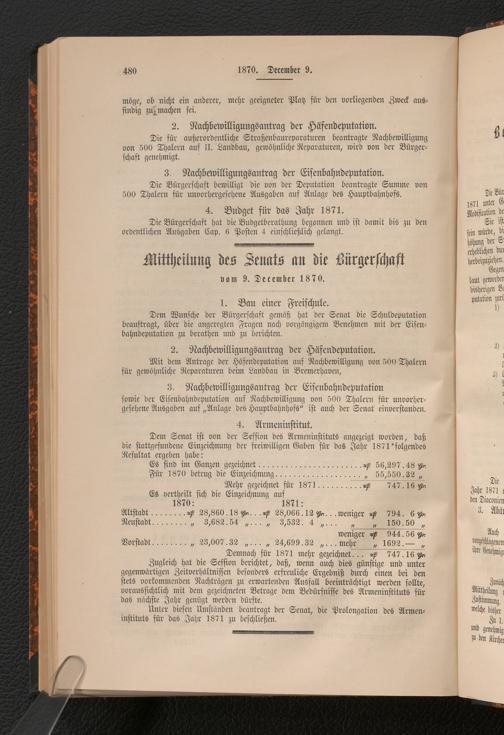 480
1870. December 9.
möge, ob nicht ein anderer, mehr geeigneter Platz für den vorliegenden Zweck aus-
findig zu machen sei.
2. Nachbewilligungsantrag der Häfendeputation.
Die für außerordentliche Straßenbaureparaturen beantragte Nachbewilligung
von 500 Thalern auf II. Landbau, gewöhnliche Reparaturen, wird von der Bürger-
schaft genehmigt.
3. Nachbewilligungsantrag der Eisenbahndeputation.
Die Bürgerschaft bewilligt die von der Deputation beantragte Summe von
500 Thalern für unvorhergesehene Ausgaben auf Anlage des Hauptbahnhofs.
4. Budget für das Jahr 1871.
Die Bürgerschaft hat die Budgetberathung begonnen und ist damit bis zu den
ordentlichen Ausgaben Cap. 6 Posten 4 einschließlich gelangt.
Mittheilung des Senats an die Bürgerschaft
vom 9. December 1870.
1. Bau einer Freischule.
Dem Wunsche der Bürgerschaft gemäß hat der Senat die Schuldeputation
beauftragt, über die angeregten Fragen nach vorgängigem Benehmen mit der Eisen-
bahndeputation zu berathen und zu berichten.
2. Nachbewilligungsantrag der Häfendeputation.
Mit dem Antrage der Häfendeputation auf Nachbewilligung von 500 Thalern
für gewöhnliche Reparaturen beim Landbau in Bremerhaven,
3. Nachbewilligungsantrag der Eisenbahndeputation
sowie der Eisenbahndeputation auf Nachbewilligung von 500 Thalern für unvorher-
gesehene Ausgaben auf „Anlage des Hauptbahnhofs“ ist auch der Senat einverstanden.
4. Armeninstitut.
Dem Senat ist von der Session des Armeninstituts angezeigt worden, daß
die stattgefundene Einzeichnung der freiwilligen Gaben für das Jahr 1871 folgendes
Resultat ergeben habe:
Es sind im Ganzen gezeichnet 56,297.48
Für 1870 betrug die Einzeichnung 55,550.32
Mehr gezeichnet für 1871 747.16
Es vertheilt sich die Einzeichnung auf
1870: 1871:
Altstadt 28,860.18 28,066.12 weniger 794. 6
Neustadt „ 3,682.54 „ „ 3,532. 4 „ „ „ 150.50 „
weniger 944.56
Vorstadt „ 23,007.32 „ „ 24,699.32 „ mehr „ 1692.— „
Demnach für 1871 mehr gezeichnet 747.16
Zugleich hat die Session berichtet, daß, wenn auch dies günstige und unter
gegenwärtigen Zeitverhältnissen besonders erfreuliche Ergebniß durch einen bei den
stets vorkommenden Nachträgen zu erwartenden Ausfall beeinträchtigt werden sollte,
voraussichtlich mit dem gezeichneten Betrage dem Bedürfnisse des Armeninstituts für
das nächste Jahr genügt werden dürfte.
Unter diesen Umständen beantragt der Senat, die Prolongation des Armen-
instituts für das Jahr 1871 zu beschließen.